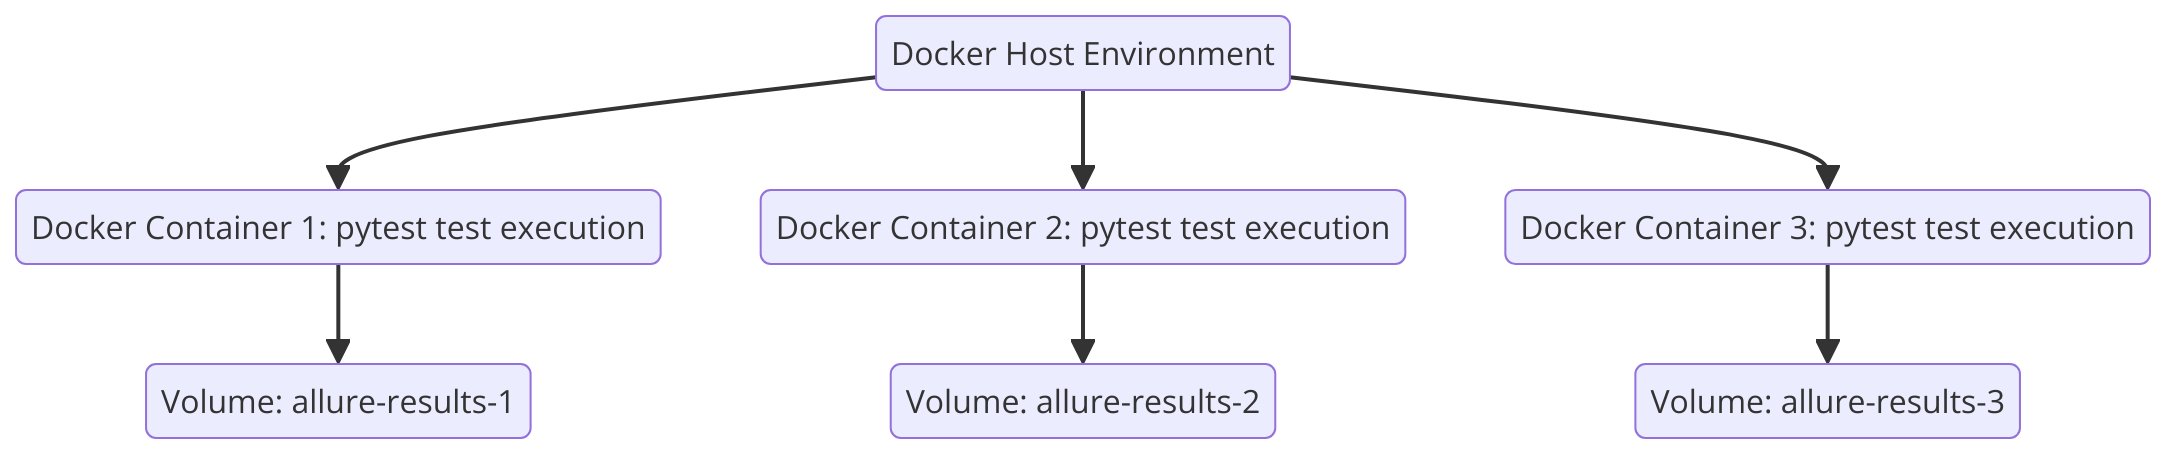 Docker Host Environment
Docker Container 1: pytest test execution
Docker Container 2: pytest test execution
Docker Container 3: pytest test execution
Volume: allure-results-1
Volume: allure-results-2
Volume: allure-results-3